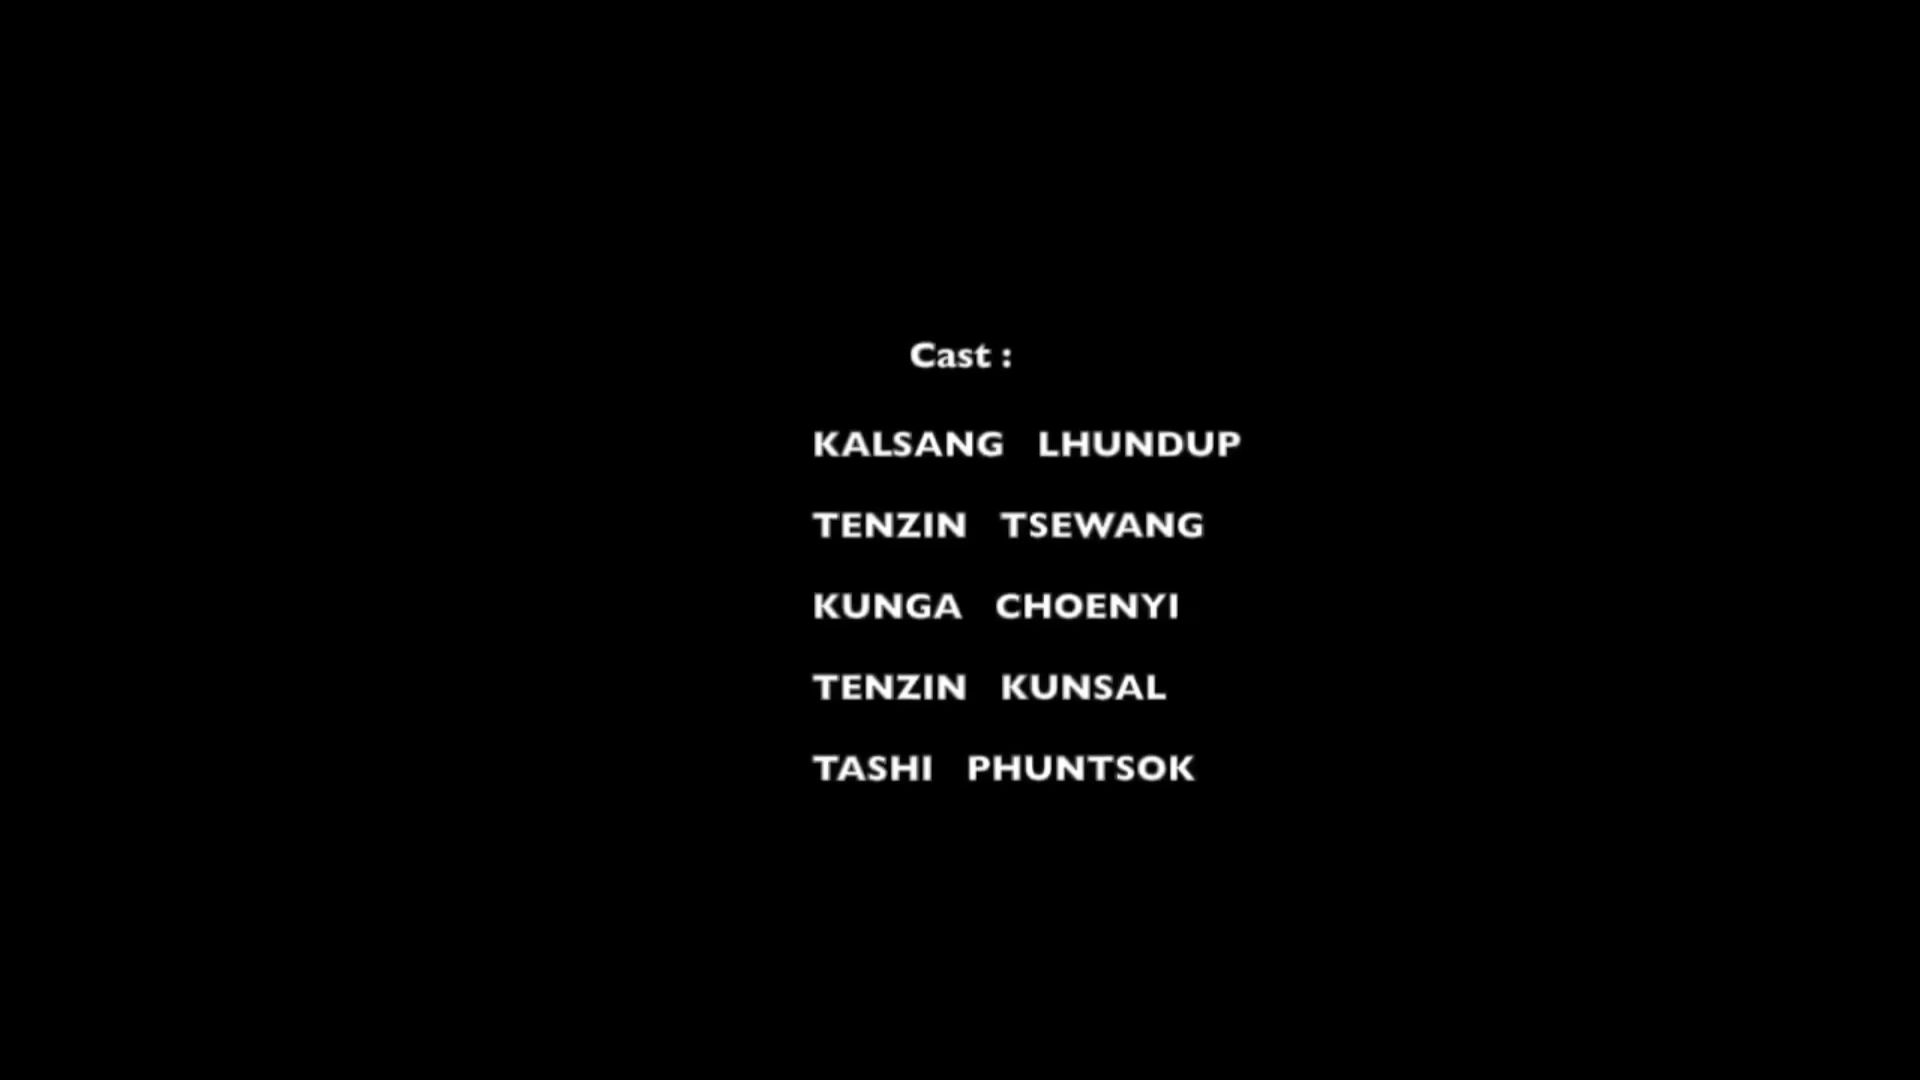 Cast :
KALSANG LHUNDUP
TENZIN TSEWANG
KUNGA CHOENYI
TENZIN KUNSAL
TASHI PHUNTSOK